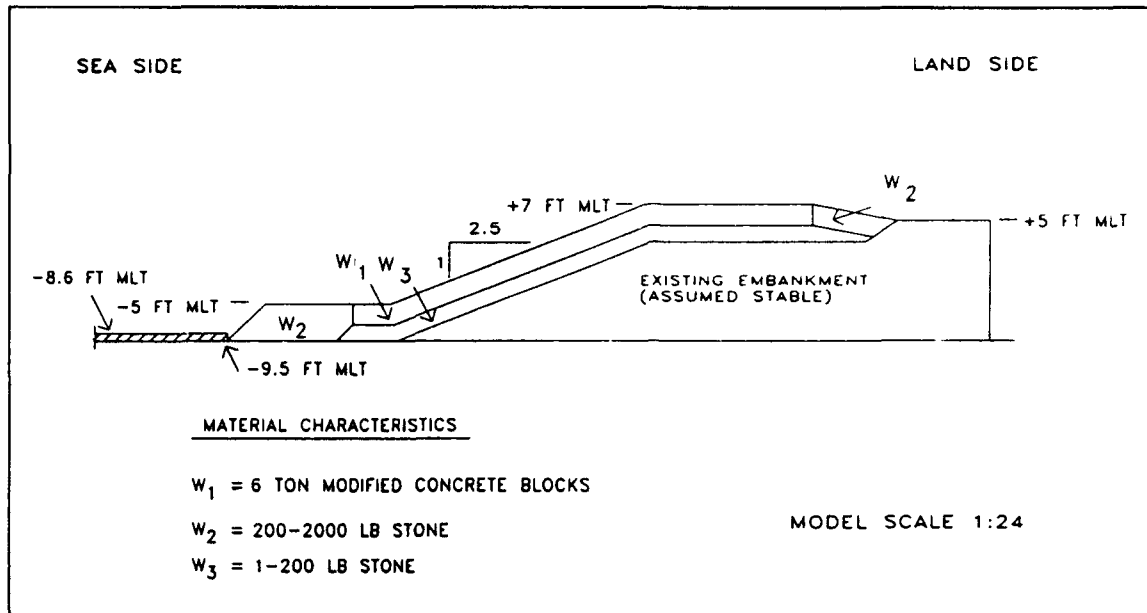 SEA SIDE
LAND SIDE
W2
+7 FT MLT
+5 FT MLT
2.5
1
W1 W3
-8.6 FT MLT
-5 FT MLT
EXISTING EMBANKMENT
(ASSUMED STABLE)
W2
-9.5 FT MLT
MATERIAL CHARACTERISTICS
W1 = 6 TON MODIFIED CONCRETE BLOCKS
W2 = 200-2000 LB STONE
W3 = 1-200 LB STONE
MODEL SCALE 1:24